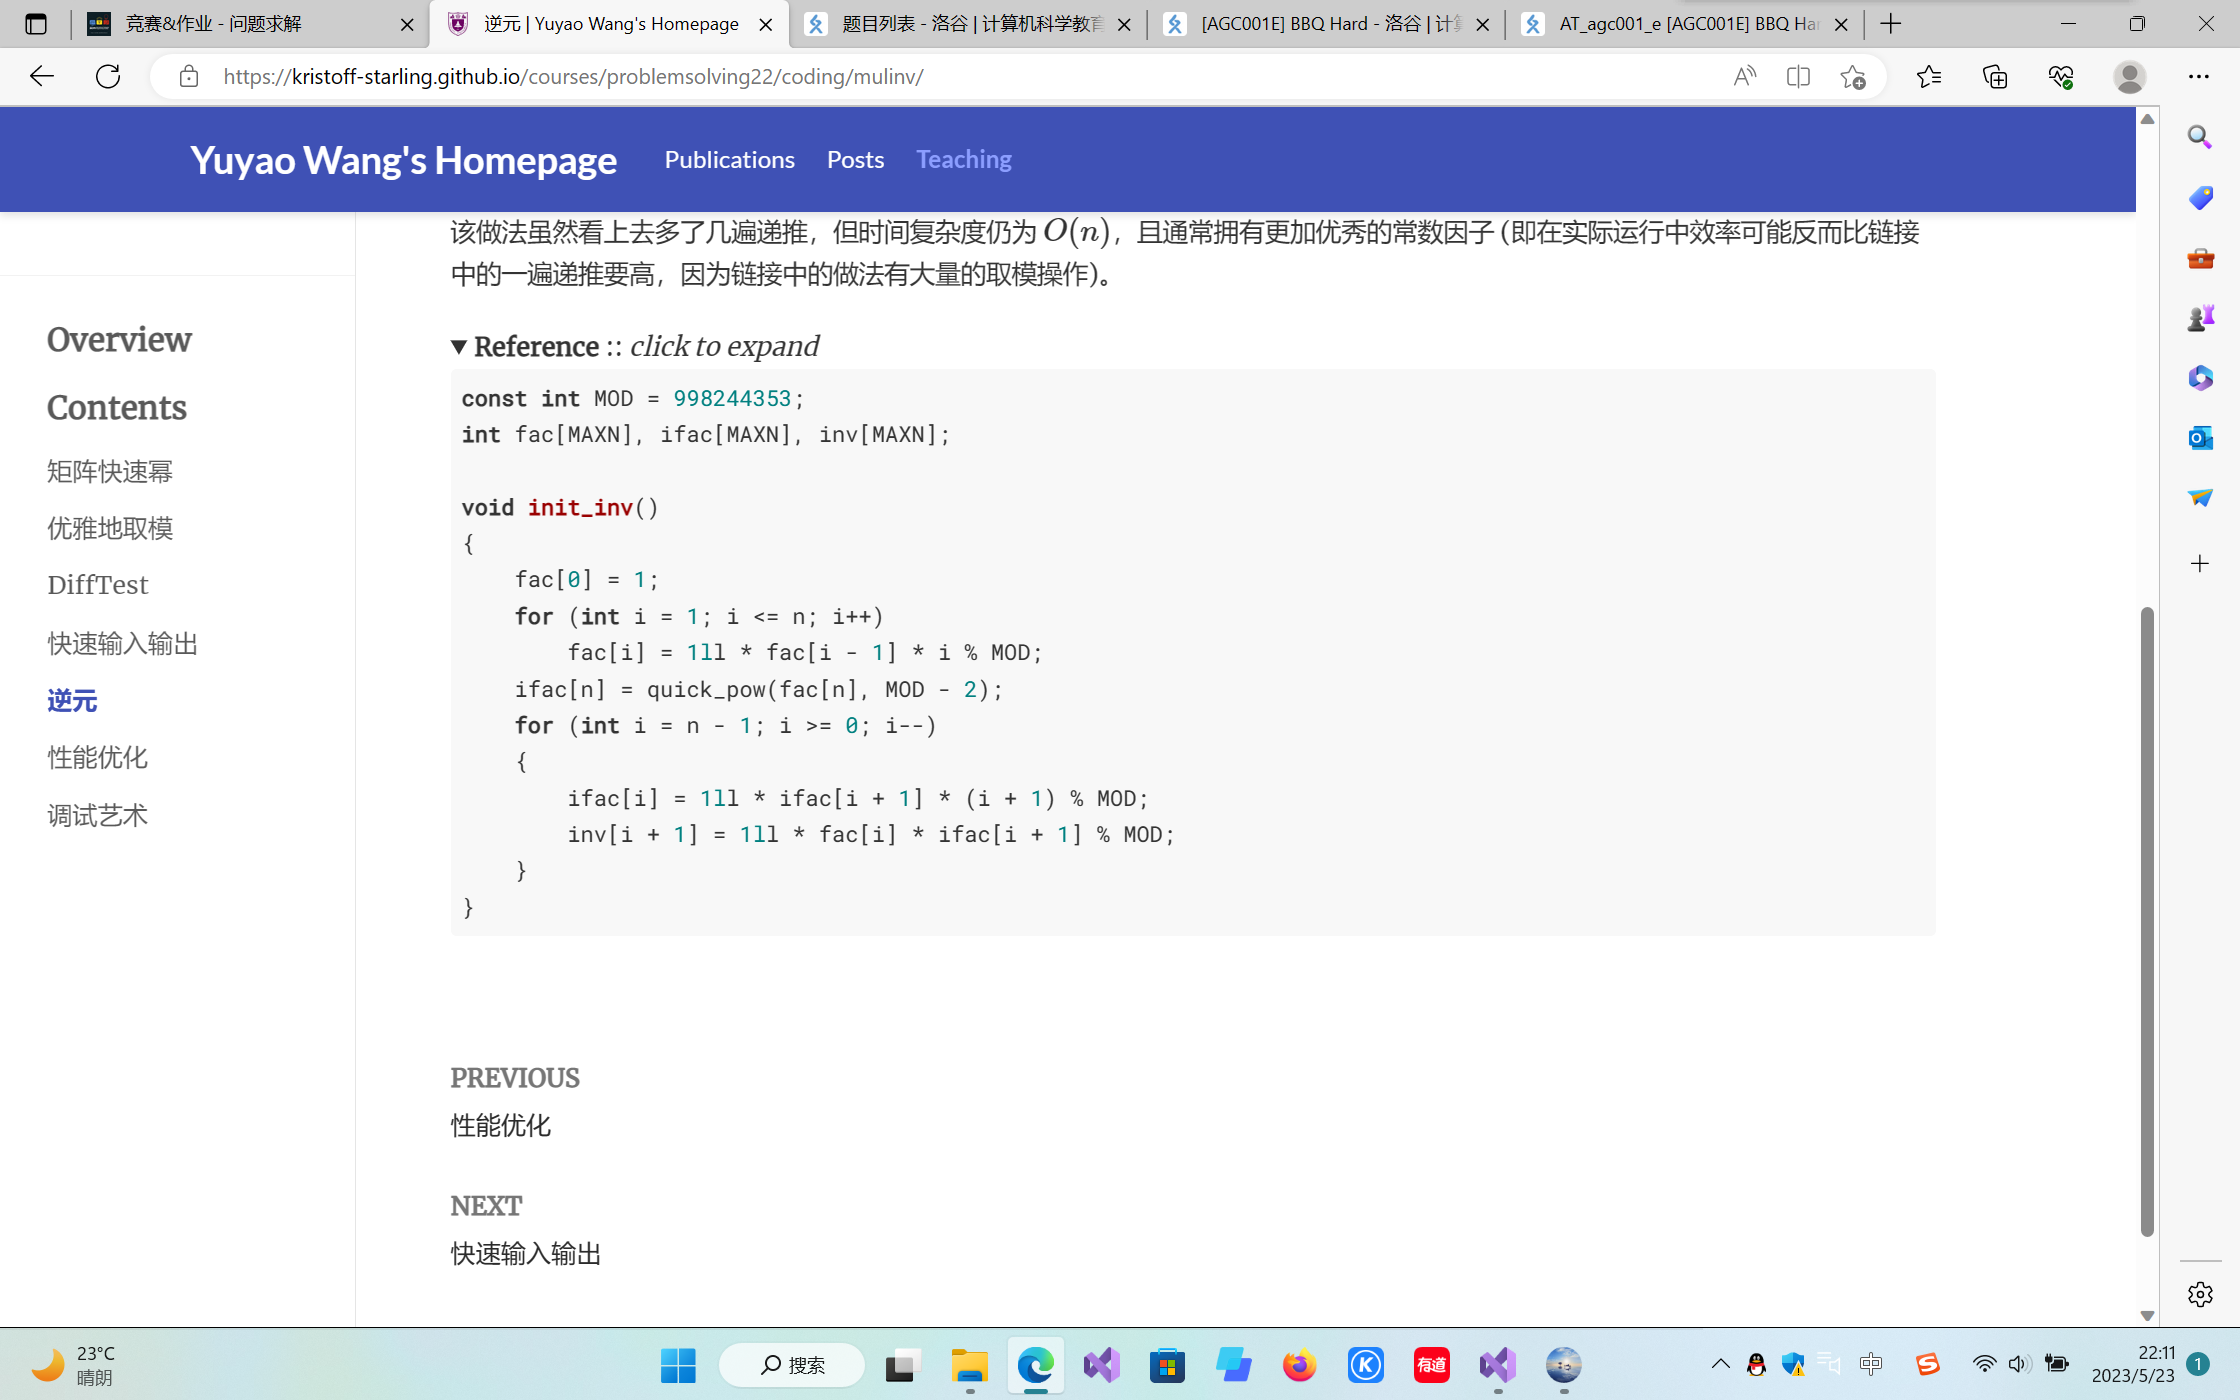 竞赛&作业 - 问题求解
逆元 | Yuyao Wang's Homepage
题目列表 - 洛谷 | 计算机科学教育
[AGC001E] BBQ Hard - 洛谷 | 计
AT_agc001_e [AGC001E] BBQ Har
https://kristoff-starling.github.io/courses/problemsolving22/coding/mulinv/
Yuyao Wang's Homepage
Publications
Posts
Teaching
该做法虽然看上去多了几遍递推，但时间复杂度仍为 O(n)，且通常拥有更加优秀的常数因子 (即在实际运行中效率可能反而比链接
中的一遍递推要高，因为链接中的做法有大量的取模操作)。
Overview
Contents
矩阵快速幂
优雅地取模
DiffTest
快速输入输出
逆元
性能优化
调试艺术
▼ Reference :: click to expand
const int MOD = 998244353;
int fac[MAXN], ifac[MAXN], inv[MAXN];
void init_inv()
{
    fac[0] = 1;
    for (int i = 1; i <= n; i++)
        fac[i] = 1ll * fac[i - 1] * i % MOD;
    ifac[n] = quick_pow(fac[n], MOD - 2);
    for (int i = n - 1; i >= 0; i--)
    {
        ifac[i] = 1ll * ifac[i + 1] * (i + 1) % MOD;
        inv[i + 1] = 1ll * fac[i] * ifac[i + 1] % MOD;
    }
}
PREVIOUS
性能优化
NEXT
快速输入输出
23°C
晴朗
搜索
有道
中
22:11
2023/5/23
1